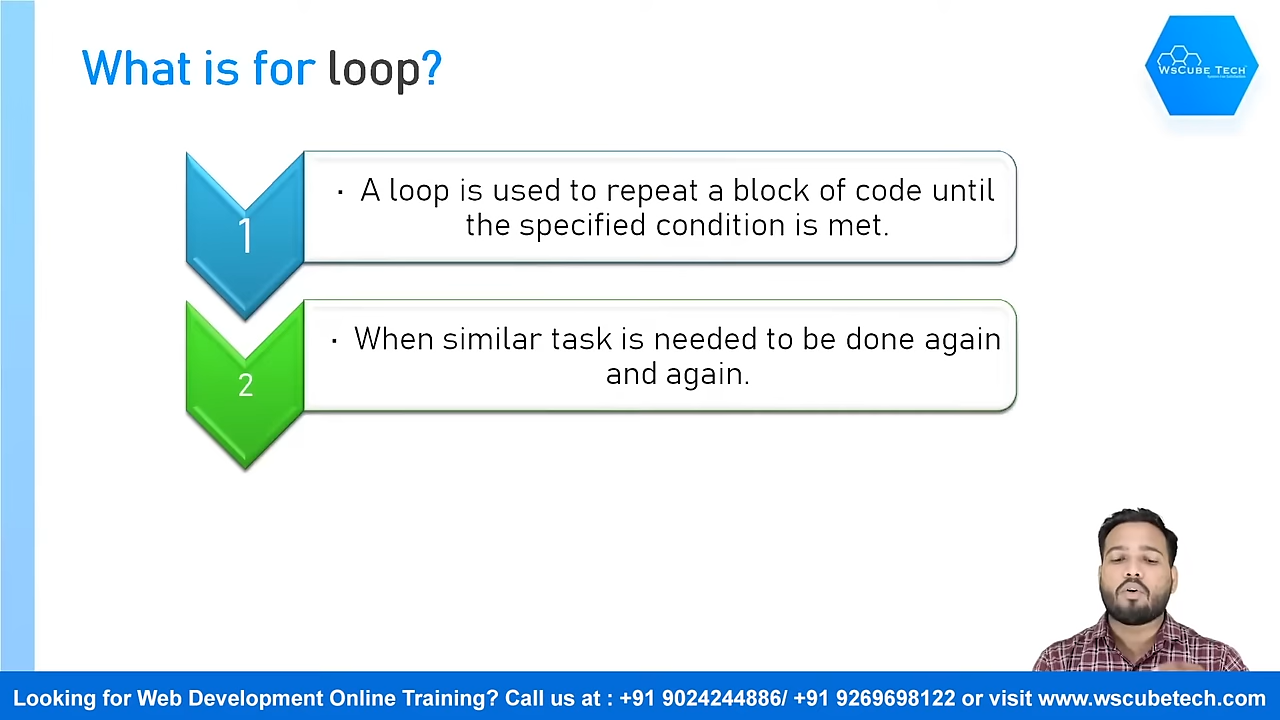 What is for loop?
WsCube Tech
1
· A loop is used to repeat a block of code until
the specified condition is met.
2
· When similar task is needed to be done again
and again.
Looking for Web Development Online Training? Call us at : +91 9024244886/ +91 9269698122 or visit www.wscubetech.com